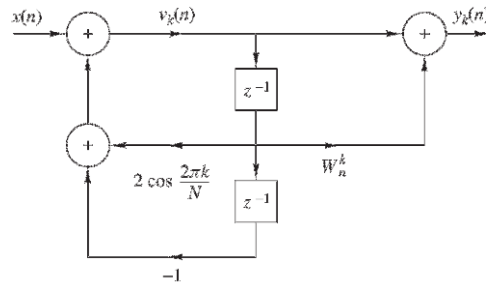 x(n)
+
v_k(n)
+
y_k(n)
z⁻¹
+
2 cos 2πk/N
W_n^k
z⁻¹
−1